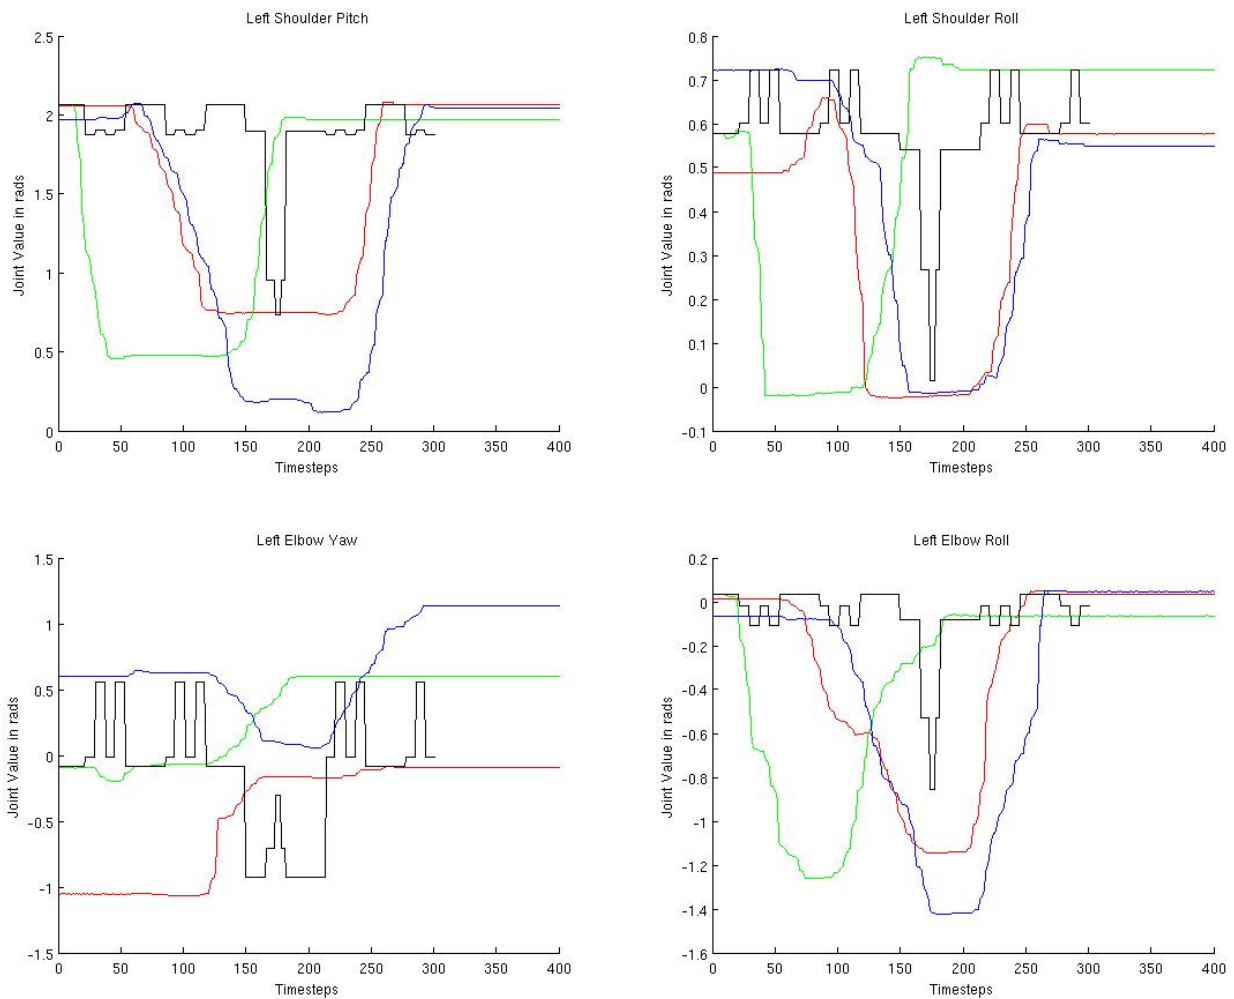 Left Shoulder Pitch
2.5
2
1.5
1
0.5
0
Joint Value in rads
0 50 100 150 200 250 300 350 400
Timesteps
Left Shoulder Roll
0.8
0.7
0.6
0.5
0.4
0.3
0.2
0.1
0
-0.1
Joint Value in rads
0 50 100 150 200 250 300 350 400
Timesteps
Left Elbow Yaw
1.5
1
0.5
0
-0.5
-1
-1.5
Joint Value in rads
0 50 100 150 200 250 300 350 400
Timesteps
Left Elbow Roll
0.2
0
-0.2
-0.4
-0.6
-0.8
-1
-1.2
-1.4
-1.6
Joint Value in rads
0 50 100 150 200 250 300 350 400
Timesteps